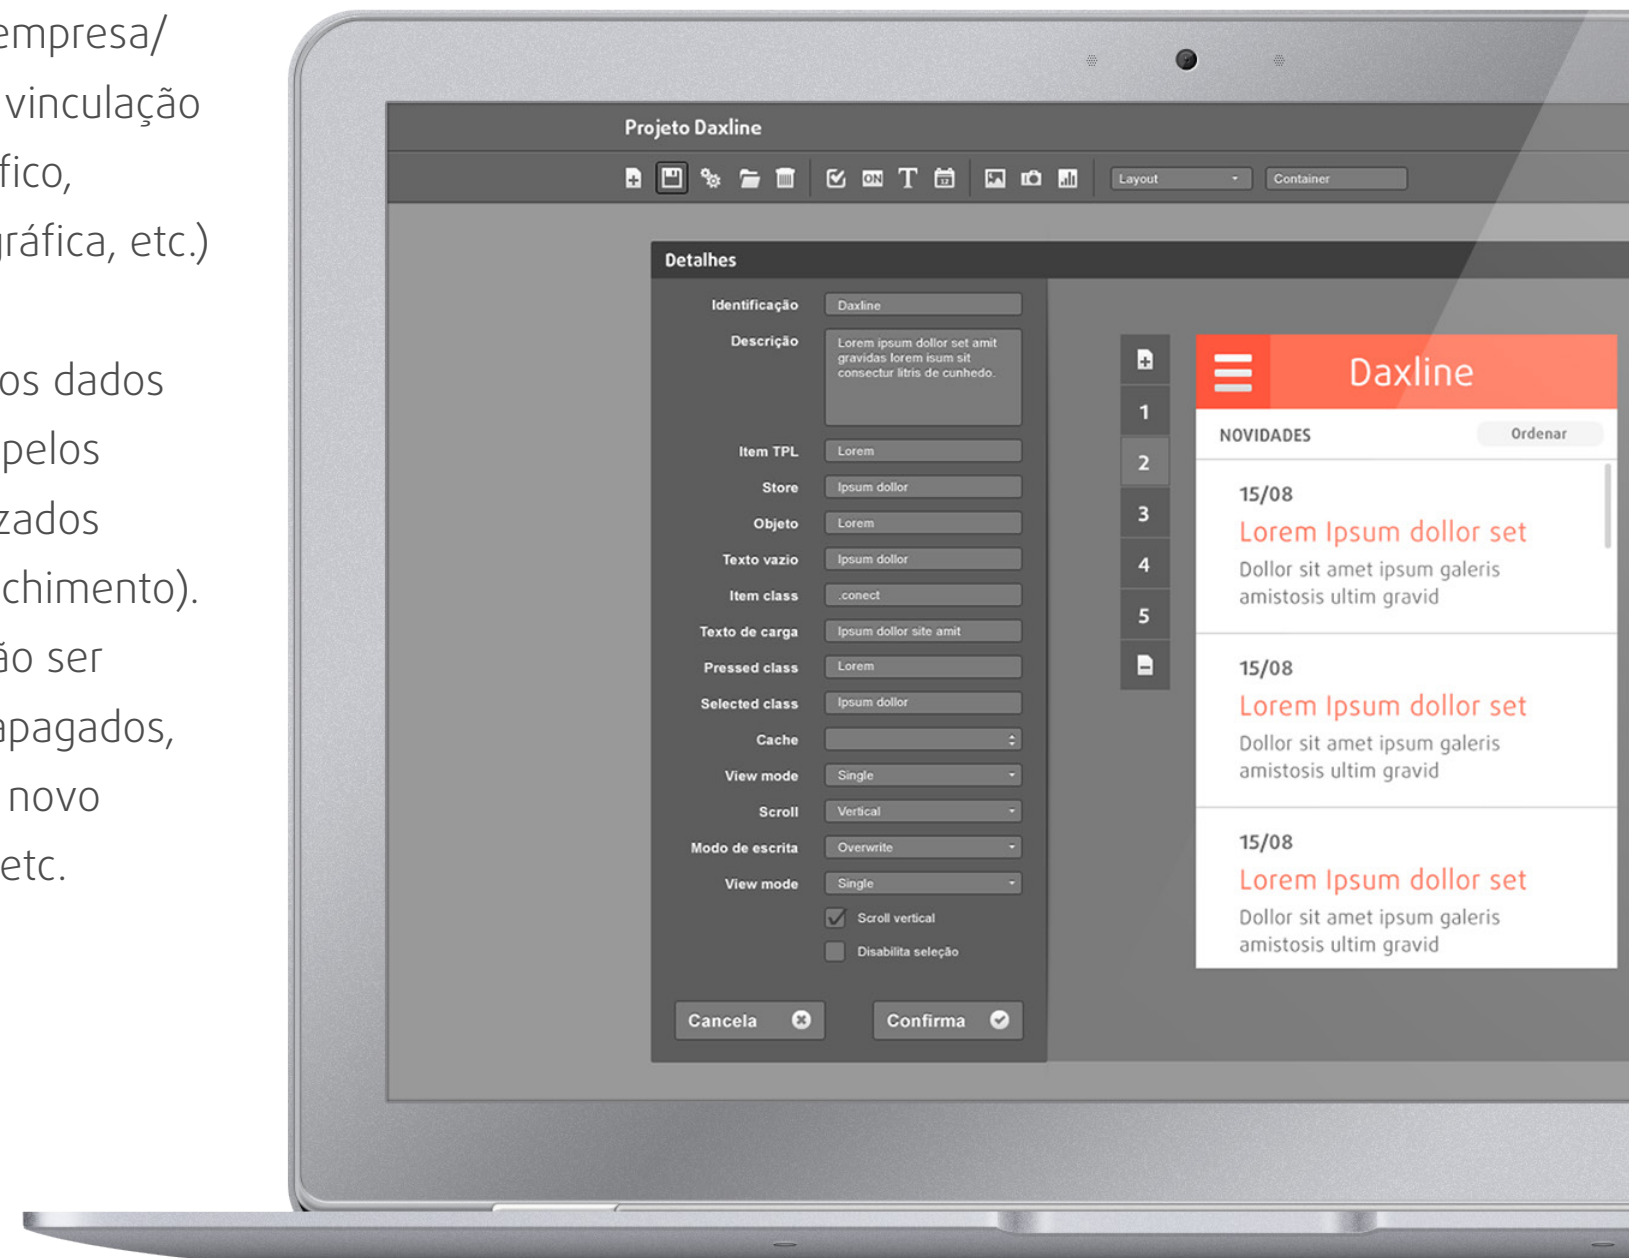 empresa/
vinculação
fico,
gráfica, etc.)
os dados
pelos
zados
chimento).
ão ser
apagados,
novo
etc.
Projeto Daxline
ON
T
12
Layout
Container
Detalhes
Identificação
Daxline
Descrição
Lorem ipsum dollor set amit
gravidas lorem isum sit
consectur litris de cunhedo.
Item TPL
Lorem
Store
Ipsum dollor
Objeto
Lorem
Texto vazio
Ipsum dollor
Item class
.conect
Texto de carga
Ipsum dollor site amit
Pressed class
Lorem
Selected class
Ipsum dollor
Cache
View mode
Single
Scroll
Vertical
Modo de escrita
Overwrite
View mode
Single
Scroll vertical
Disabilita seleção
Cancela
Confirma
1
2
3
4
5
Daxline
NOVIDADES
Ordenar
15/08
Lorem Ipsum dollor set
Dollor sit amet ipsum galeris
amistosis ultim gravid
15/08
Lorem Ipsum dollor set
Dollor sit amet ipsum galeris
amistosis ultim gravid
15/08
Lorem Ipsum dollor set
Dollor sit amet ipsum galeris
amistosis ultim gravid